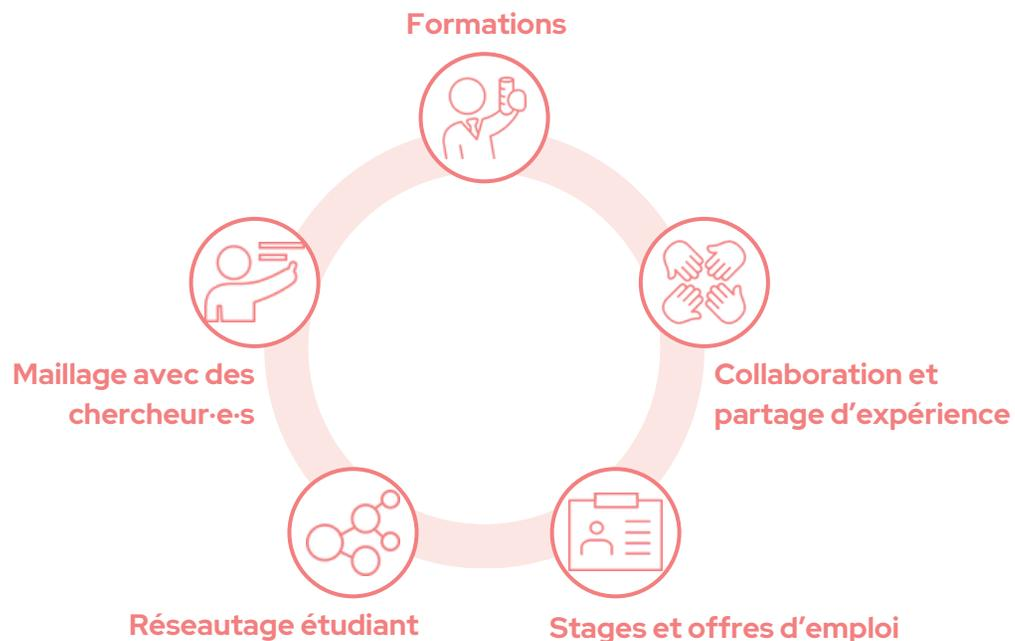 Formations
Maillage avec des
chercheur·e·s
Collaboration et
partage d’expérience
Réseautage étudiant
Stages et offres d’emploi